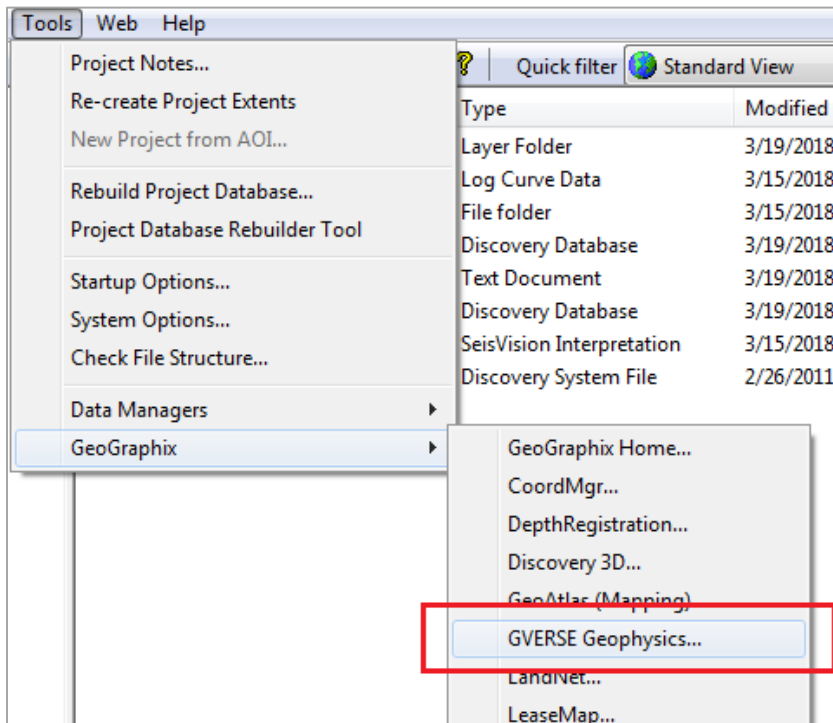 Tools Web Help
Quick filter Standard View
Type Modified
Project Notes...
Re-create Project Extents
New Project from AOI...
Rebuild Project Database...
Project Database Rebuilder Tool
Startup Options...
System Options...
Check File Structure...
Data Managers
GeoGraphix
Layer Folder 3/19/2018
Log Curve Data 3/15/2018
File folder 3/15/2018
Discovery Database 3/19/2018
Text Document 3/19/2018
Discovery Database 3/19/2018
SeisVision Interpretation 3/15/2018
Discovery System File 2/26/2011
GeoGraphix Home...
CoordMgr...
DepthRegistration...
Discovery 3D...
GeoAtlas (Mapping)
GVERSE Geophysics...
LandNet...
LeaseMap...